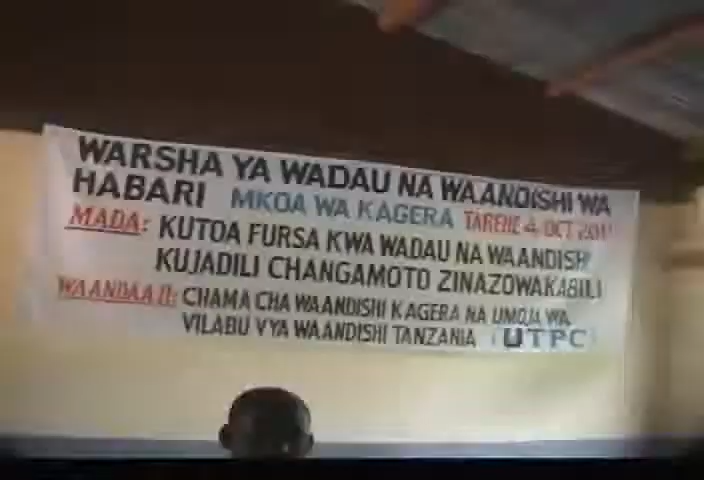 WARSHA YA WADAU NA WAANDISHI WA
HABARI MKOA WA KAGERA TAREHE 4, OCT 2011
MADA: KUTOA FURSA KWA WADAU NA WAANDISHI
KUJADILI CHANGAMOTO ZINAZOWAKABILI
WAANDAAJI: CHAMA CHA WAANDISHI KAGERA NA UMOJA WA
VILABU VYA WAANDISHI TANZANIA (UTPC)